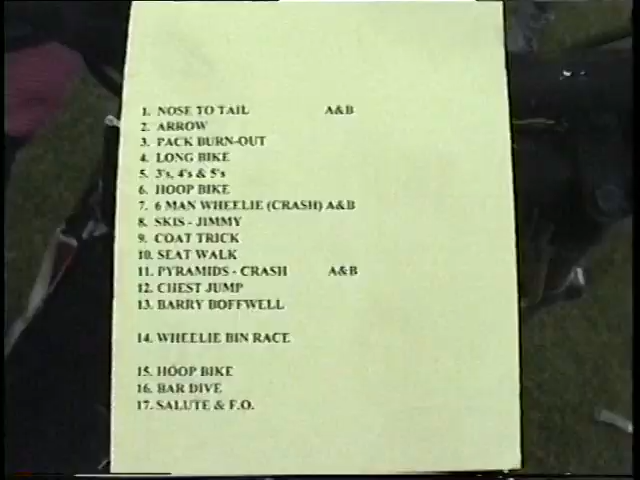 1. NOSE TO TAIL A&B
2. ARROW
3. PACK BURN-OUT
4. LONG BIKE
5. 3's, 4's & 5's
6. HOOP BIKE
7. 6 MAN WHEELIE (CRASH) A&B
8. SKIS - JIMMY
9. COAT TRICK
10. SEAT WALK
11. PYRAMIDS - CRASH A&B
12. CHEST JUMP
13. BARRY BOFFWELL
14. WHEELIE BIN RACE
15. HOOP BIKE
16. BAR DIVE
17. SALUTE & F.O.